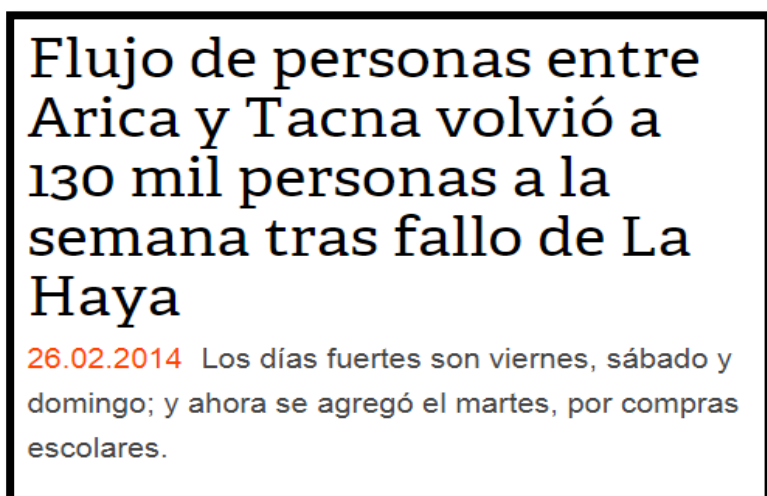 Flujo de personas entre
Arica y Tacna volvió a
130 mil personas a la
semana tras fallo de La
Haya
26.02.2014 Los días fuertes son viernes, sábado y
domingo; y ahora se agregó el martes, por compras
escolares.